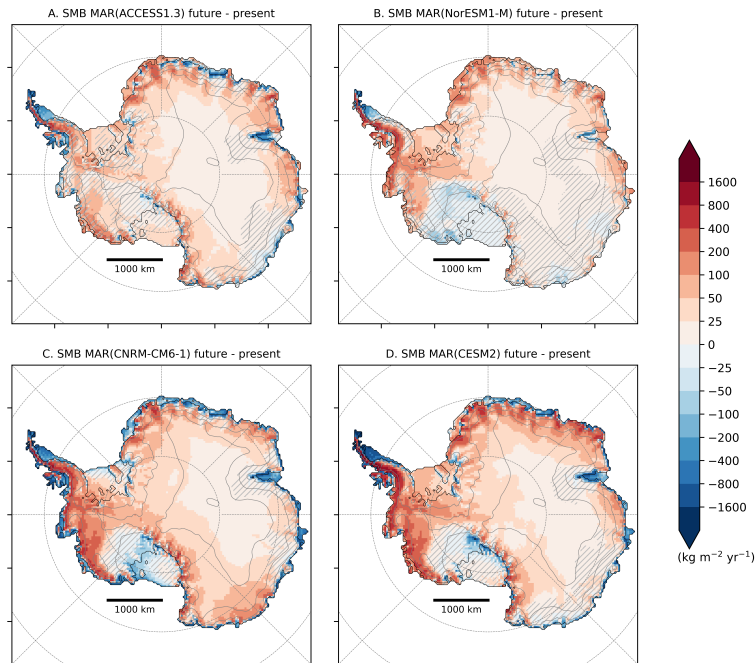 A. SMB MAR(ACCESS1.3) future - present
B. SMB MAR(NorESM1-M) future - present
1000 km
1000 km
C. SMB MAR(CNRM-CM6-1) future - present
D. SMB MAR(CESM2) future - present
1000 km
1000 km
1600
800
400
200
100
50
25
0
−25
−50
−100
−200
−400
−800
−1600
(kg m⁻² yr⁻¹)